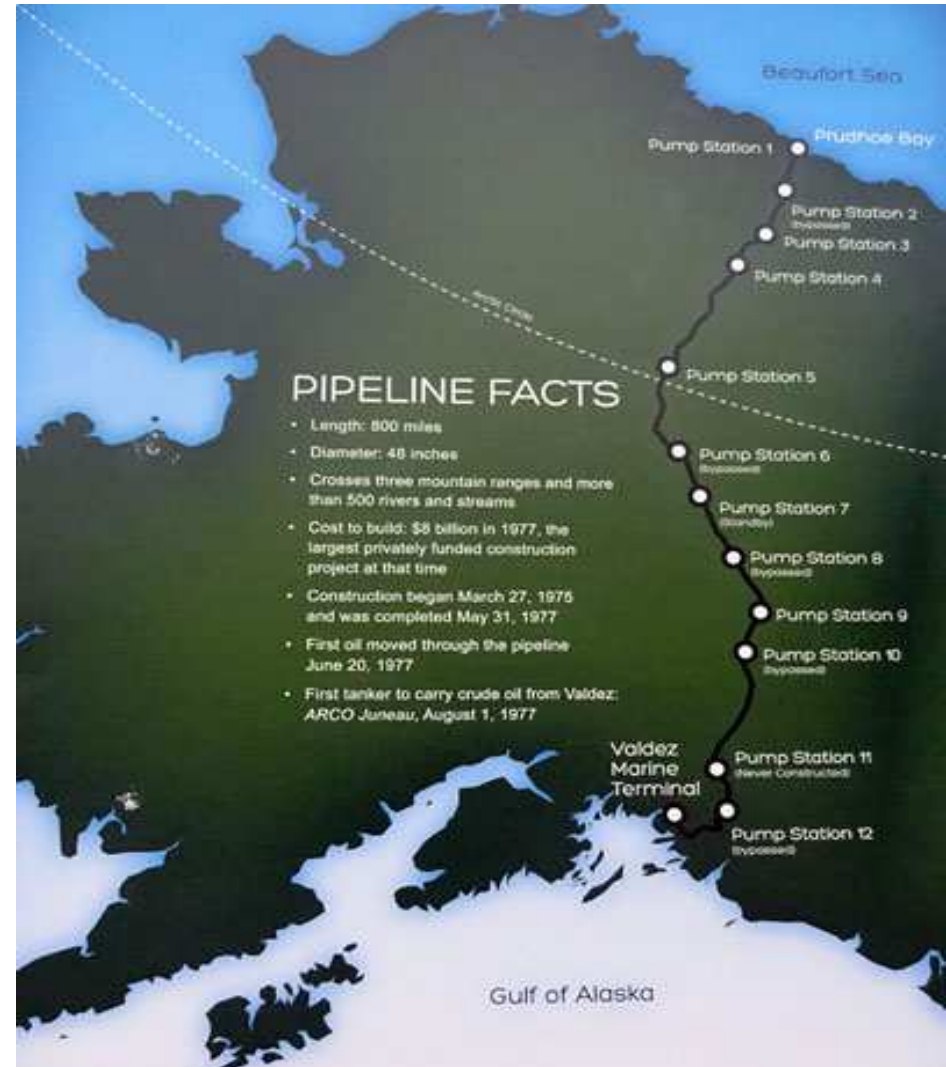 Beaufort Sea
Prudhoe Bay
Pump Station 1
Pump Station 2
(bypassed)
Pump Station 3
Pump Station 4
Arctic Circle
Pump Station 5
PIPELINE FACTS
• Length: 800 miles
• Diameter: 48 inches
• Crosses three mountain ranges and more
than 500 rivers and streams
• Cost to build: $8 billion in 1977, the
largest privately funded construction
project at that time
• Construction began March 27, 1975
and was completed May 31, 1977
• First oil moved through the pipeline
June 20, 1977
• First tanker to carry crude oil from Valdez:
ARCO Juneau, August 1, 1977
Pump Station 6
(bypassed)
Pump Station 7
(Standby)
Pump Station 8
(bypassed)
Pump Station 9
Pump Station 10
(bypassed)
Pump Station 11
(Never Constructed)
Valdez
Marine
Terminal
Pump Station 12
(bypassed)
Gulf of Alaska